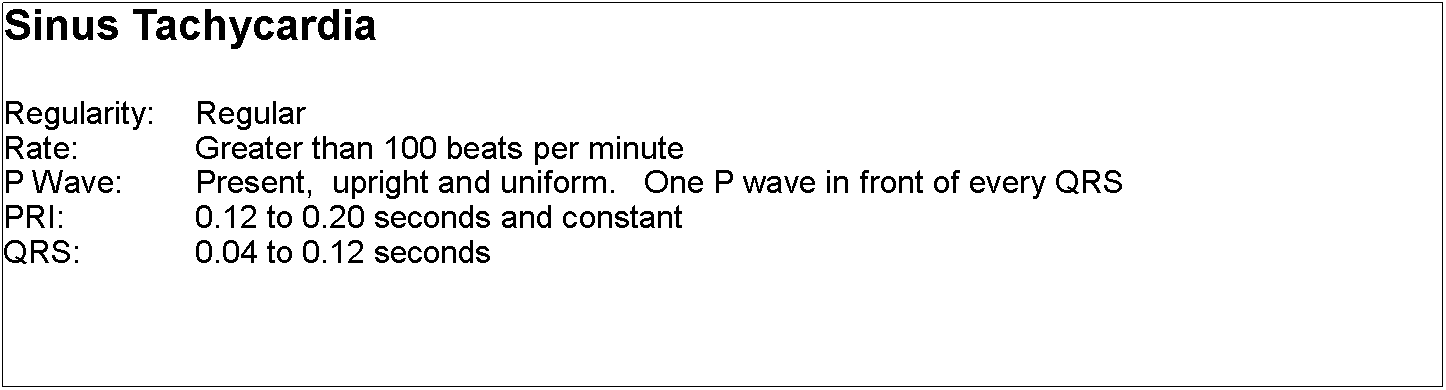 Sinus Tachycardia
Regularity: Regular
Rate: Greater than 100 beats per minute
P Wave: Present, upright and uniform. One P wave in front of every QRS
PRI: 0.12 to 0.20 seconds and constant
QRS: 0.04 to 0.12 seconds